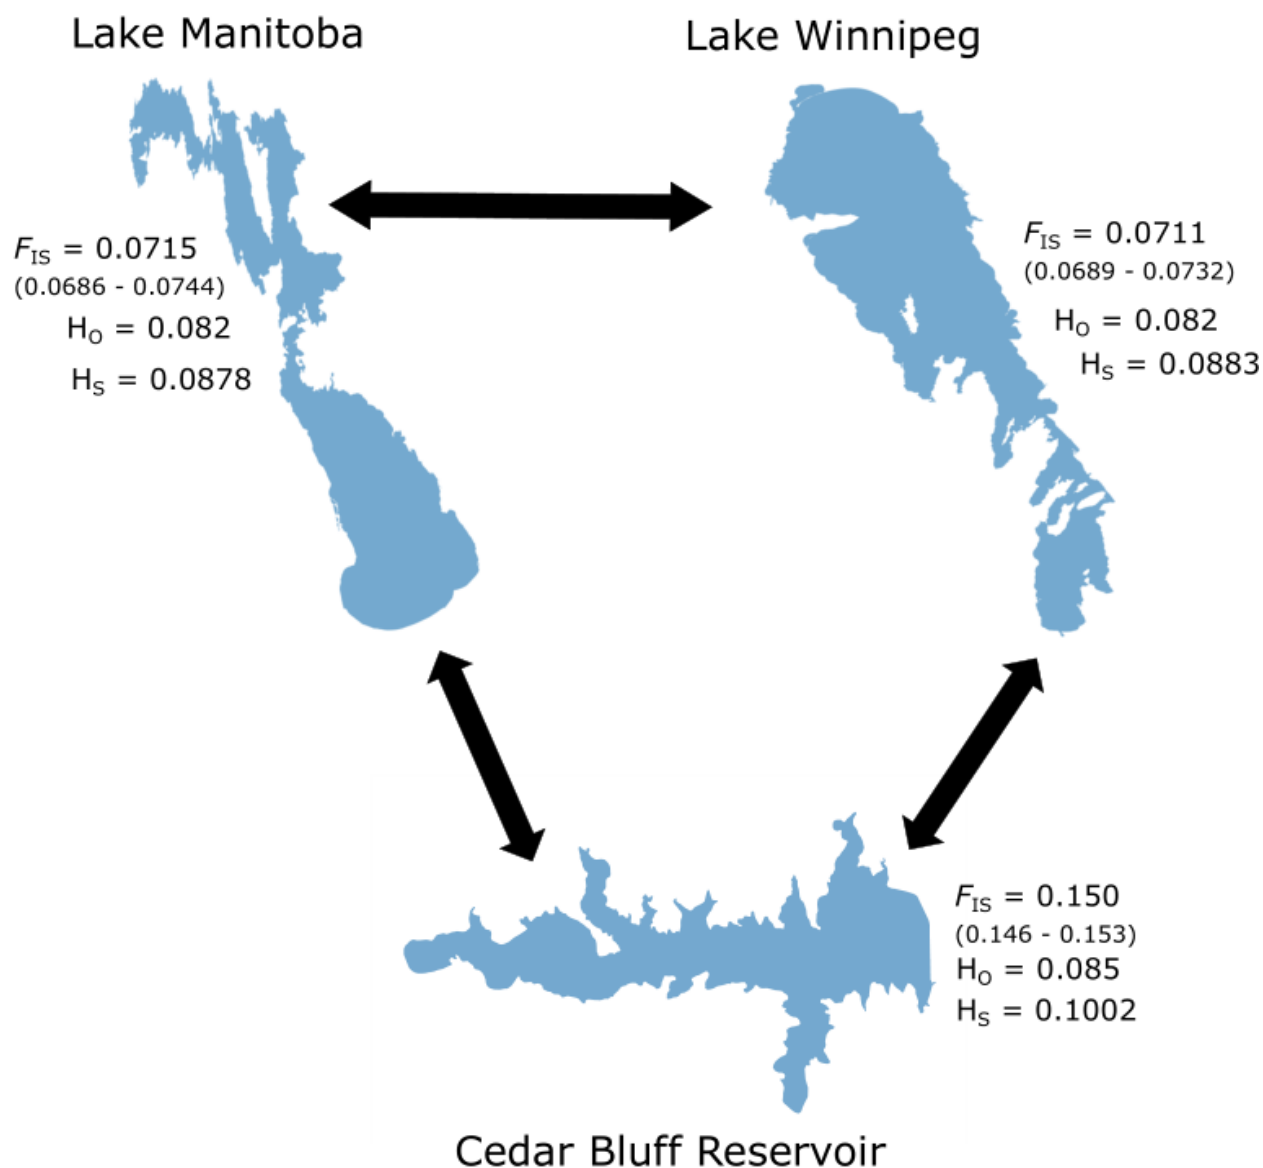 Lake Manitoba
Lake Winnipeg
FIS = 0.0715
(0.0686 - 0.0744)
HO = 0.082
HS = 0.0878
FIS = 0.0711
(0.0689 - 0.0732)
HO = 0.082
HS = 0.0883
FIS = 0.150
(0.146 - 0.153)
HO = 0.085
HS = 0.1002
Cedar Bluff Reservoir